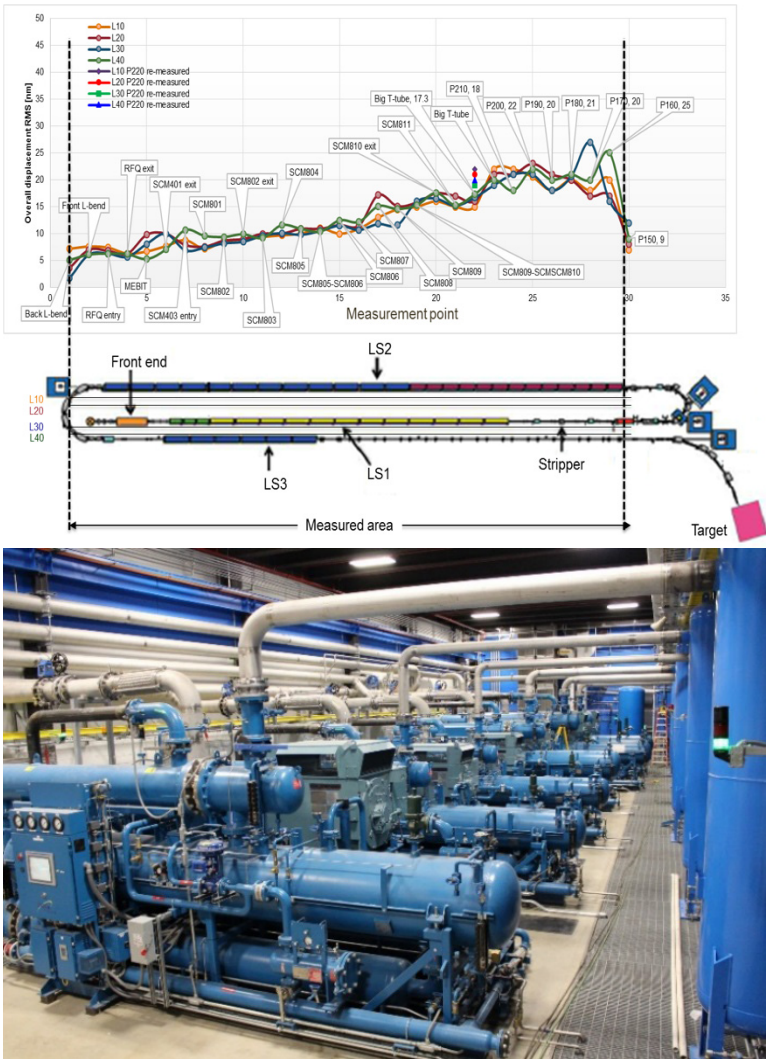 50
45
40
35
30
25
20
15
10
5
0
Overall displacement RMS [nm]
L10
L20
L30
L40
L10 P220 re-measured
L20 P220 re-measured
L30 P220 re-measured
L40 P220 re-measured
Back L-bend
Front L-bend
RFQ entry
RFQ exit
MEBIT
SCM401 exit
SCM403 entry
SCM801
SCM802
SCM802 exit
SCM803
SCM804
SCM805
SCM805-SCM806
SCM806
SCM807
SCM808
SCM809
SCM809-SCMSCM810
SCM810 exit
SCM811
Big T-tube, 17.3
Big T-tube
P210, 18
P200, 22
P190, 20
P180, 21
P170, 20
P160, 25
P150, 9
0
5
10
15
20
25
30
35
Measurement point
LS2
Front end
L10
L20
L30
L40
LS3
LS1
Stripper
Measured area
Target